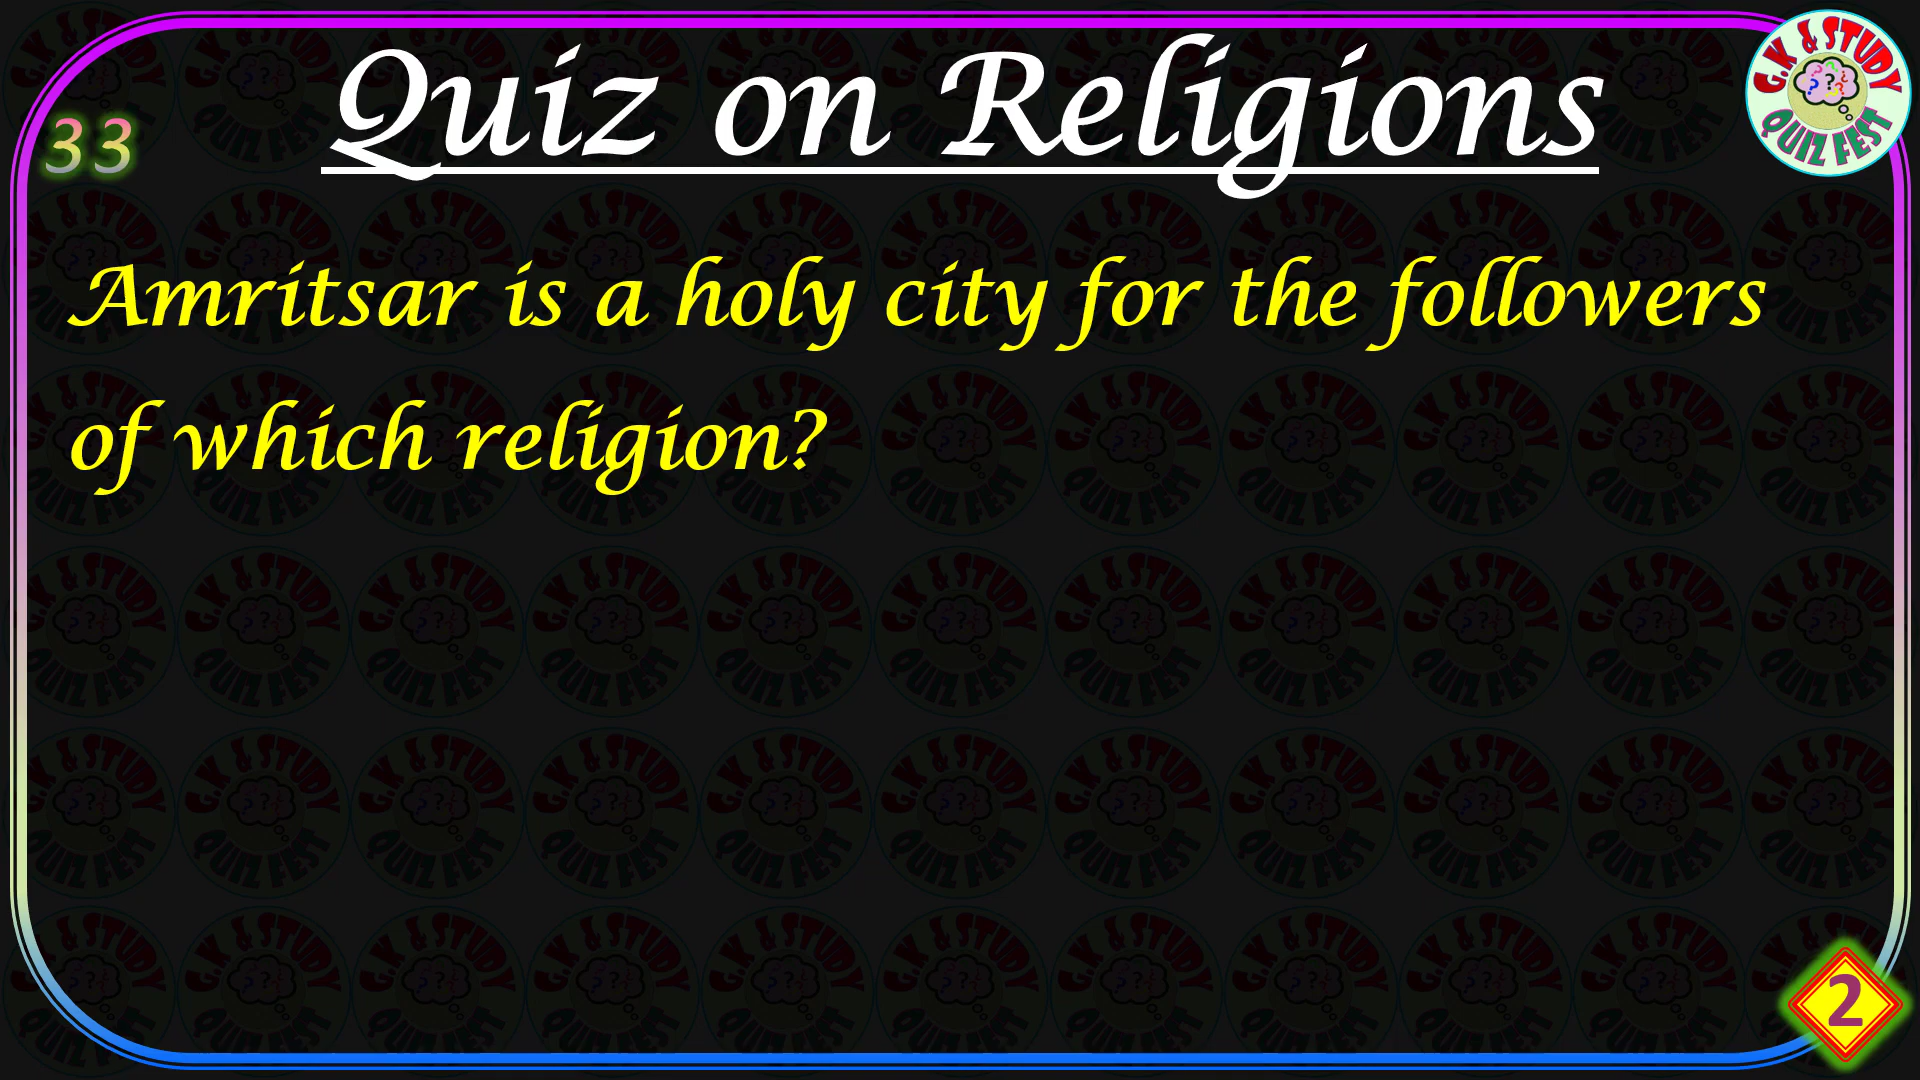 Quiz on Religions
33
G.K & STUDY
QUIZ FEST
Amritsar is a holy city for the followers
of which religion?
2